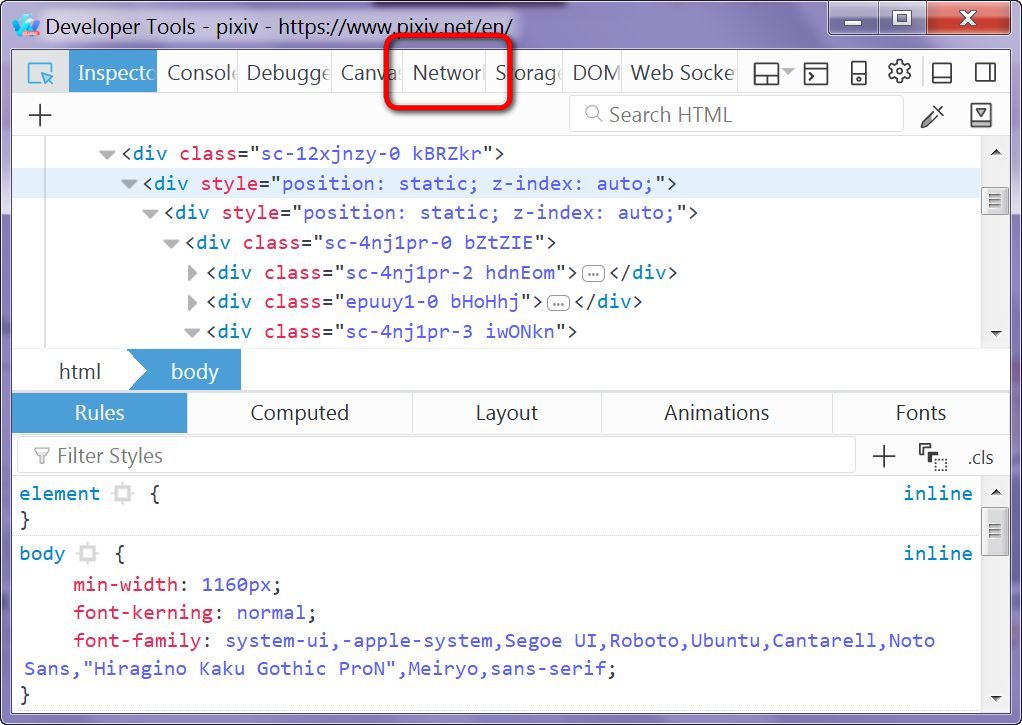 Developer Tools - pixiv - https://www.pixiv.net/en/
Inspecto Console Debugge Canvas Network Storage DOM Web Socket
Search HTML
<div class="sc-12xjnzy-0 kBRZkr">
<div style="position: static; z-index: auto;">
<div style="position: static; z-index: auto;">
<div class="sc-4nj1pr-0 bZtZIE">
<div class="sc-4nj1pr-2 hdnEom">…</div>
<div class="epuuy1-0 bHoHhj">…</div>
<div class="sc-4nj1pr-3 iwONkn">
html body
Rules Computed Layout Animations Fonts
Filter Styles .cls
element { inline
}
body { inline
min-width: 1160px;
font-kerning: normal;
font-family: system-ui,-apple-system,Segoe UI,Roboto,Ubuntu,Cantarell,Noto
Sans,"Hiragino Kaku Gothic ProN",Meiryo,sans-serif;
}